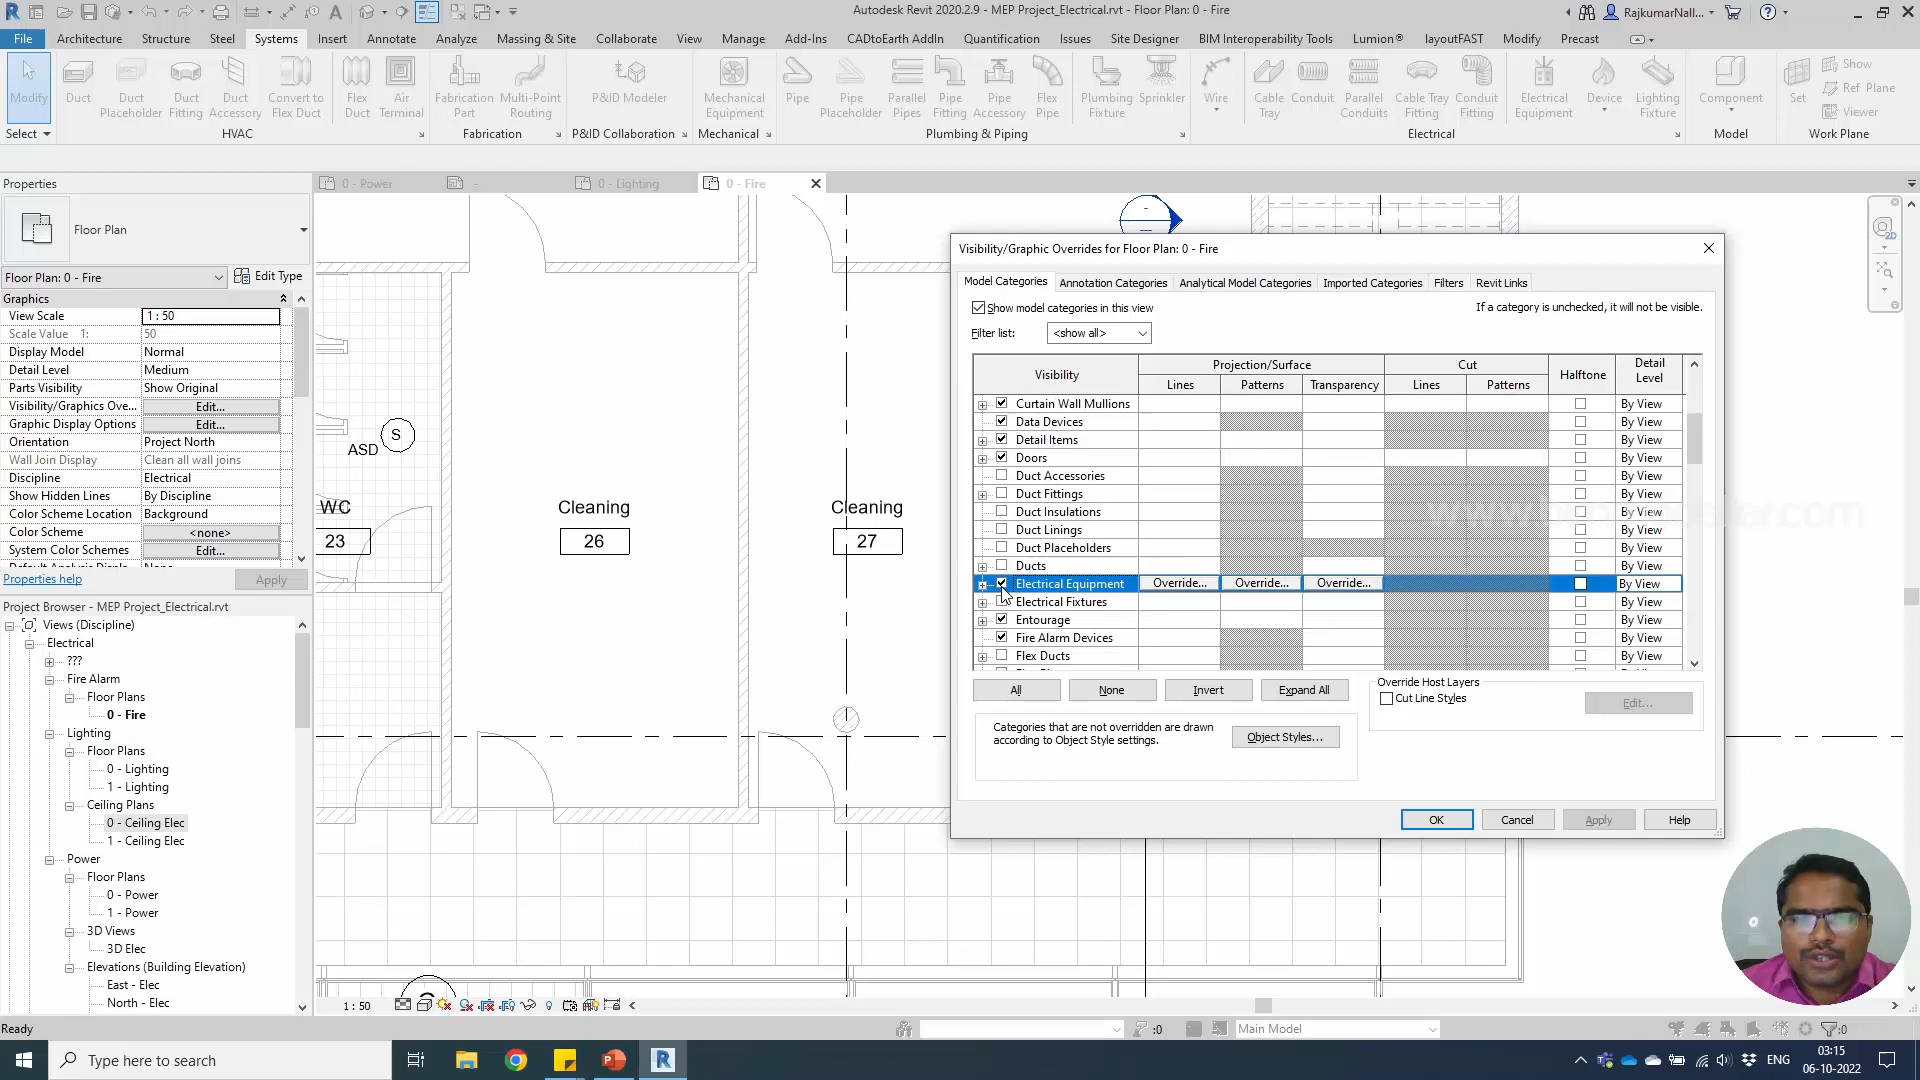 Autodesk Revit 2020.2.9 - MEP Project_Electrical.rvt - Floor Plan: 0 - Fire
RajkumarNall...
File Architecture Structure Steel Systems Insert Annotate Analyze Massing & Site Collaborate View Manage Add-Ins CADtoEarth AddIn Quantification Issues Site Designer BIM Interoperability Tools Lumion® layoutFAST Modify Precast
Modify
Duct
Duct Placeholder
Duct Fitting
Duct Accessory
Convert to Flex Duct
Flex Duct
Air Terminal
Fabrication Part
Multi-Point Routing
P&ID Modeler
Mechanical Equipment
Pipe
Pipe Placeholder
Parallel Pipes
Pipe Fitting
Pipe Accessory
Flex Pipe
Plumbing Fixture
Sprinkler
Wire
Cable Tray
Conduit
Parallel Conduits
Cable Tray Fitting
Conduit Fitting
Electrical Equipment
Device
Lighting Fixture
Component
Set
Show
Ref Plane
Viewer
Select HVAC Fabrication P&ID Collaboration Mechanical Plumbing & Piping Electrical Model Work Plane
Properties
0 - Power
-
0 - Lighting
0 - Fire
Floor Plan
Floor Plan: 0 - Fire
Edit Type
Graphics
View Scale 1 : 50
Scale Value 1: 50
Display Model Normal
Detail Level Medium
Parts Visibility Show Original
Visibility/Graphics Ove... Edit...
Graphic Display Options Edit...
Orientation Project North
Wall Join Display Clean all wall joins
Discipline Electrical
Show Hidden Lines By Discipline
Color Scheme Location Background
Color Scheme <none>
System Color Schemes Edit...
Properties help
Apply
Project Browser - MEP Project_Electrical.rvt
Views (Discipline)
Electrical
???
Fire Alarm
Floor Plans
0 - Fire
Lighting
Floor Plans
0 - Lighting
1 - Lighting
Ceiling Plans
0 - Ceiling Elec
1 - Ceiling Elec
Power
Floor Plans
0 - Power
1 - Power
3D Views
3D Elec
Elevations (Building Elevation)
East - Elec
North - Elec
ASD
S
WC
23
Cleaning
26
Cleaning
27
2D
Visibility/Graphic Overrides for Floor Plan: 0 - Fire
Model Categories Annotation Categories Analytical Model Categories Imported Categories Filters Revit Links
Show model categories in this view
If a category is unchecked, it will not be visible.
Filter list: <show all>
Visibility Projection/Surface Cut Halftone Detail Level
Lines Patterns Transparency Lines Patterns
Curtain Wall Mullions By View
Data Devices By View
Detail Items By View
Doors By View
Duct Accessories By View
Duct Fittings By View
Duct Insulations By View
Duct Linings By View
Duct Placeholders By View
Ducts By View
Electrical Equipment Override... Override... Override... By View
Electrical Fixtures By View
Entourage By View
Fire Alarm Devices By View
Flex Ducts By View
All None Invert Expand All
Override Host Layers
Cut Line Styles
Edit...
Categories that are not overridden are drawn
according to Object Style settings.
Object Styles...
OK Cancel Apply Help
1 : 50
Ready
:0
Main Model
:0
Type here to search
ENG
03:15
06-10-2022